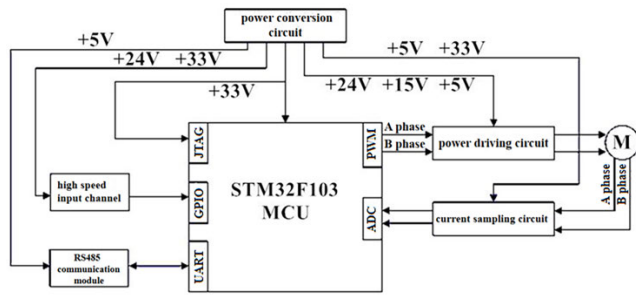 power conversion
circuit
+5V
+24V +33V
+33V
+24V +15V +5V
+5V +33V
JTAG
GPIO
UART
STM32F103
MCU
PWM
ADC
A phase
B phase
power driving circuit
M
A phase
B phase
current sampling circuit
high speed
input channel
RS485
communication
module